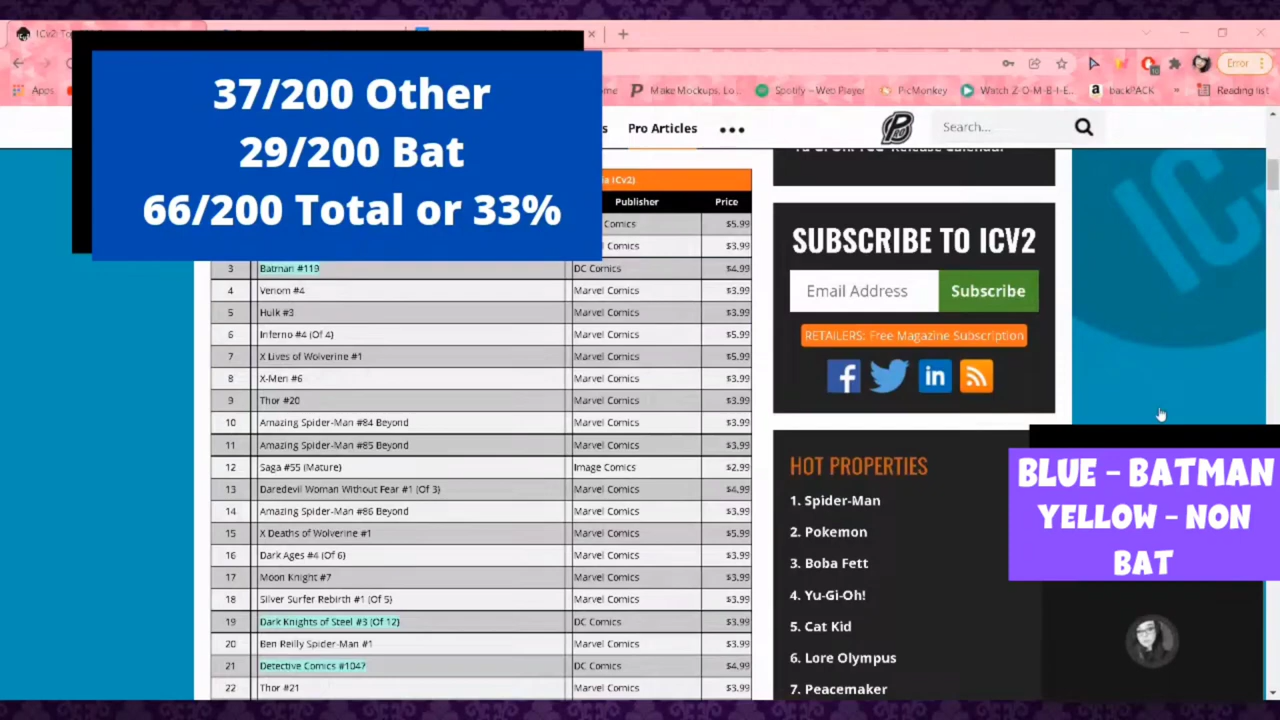 ICv2: To
Error
Apps
me
Make Mockups, Lo...
Spotify – Web Player
PicMonkey
Watch Z-O-M-B-I-E...
backPACK
»
Reading list
37/200 Other
29/200 Bat
66/200 Total or 33%
s Pro Articles
Search...
Yu-Gi-Oh! TCG' Release Calendar
a (ICv2)
Publisher Price
Comics $5.99
Comics $3.99
3 Batman #119 DC Comics $4.99
4 Venom #4 Marvel Comics $3.99
5 Hulk #3 Marvel Comics $3.99
6 Inferno #4 (Of 4) Marvel Comics $5.99
7 X Lives of Wolverine #1 Marvel Comics $5.99
8 X-Men #6 Marvel Comics $3.99
9 Thor #20 Marvel Comics $3.99
10 Amazing Spider-Man #84 Beyond Marvel Comics $3.99
11 Amazing Spider-Man #85 Beyond Marvel Comics $3.99
12 Saga #55 (Mature) Image Comics $2.99
13 Daredevil Woman Without Fear #1 (Of 3) Marvel Comics $4.99
14 Amazing Spider-Man #86 Beyond Marvel Comics $3.99
15 X Deaths of Wolverine #1 Marvel Comics $5.99
16 Dark Ages #4 (Of 6) Marvel Comics $3.99
17 Moon Knight #7 Marvel Comics $3.99
18 Silver Surfer Rebirth #1 (Of 5) Marvel Comics $3.99
19 Dark Knights of Steel #3 (Of 12) DC Comics $3.99
20 Ben Reilly Spider-Man #1 Marvel Comics $3.99
21 Detective Comics #1047 DC Comics $4.99
22 Thor #21 Marvel Comics $3.99
SUBSCRIBE TO ICV2
Email Address Subscribe
RETAILERS: Free Magazine Subscription
HOT PROPERTIES
1. Spider-Man
2. Pokemon
3. Boba Fett
4. Yu-Gi-Oh!
5. Cat Kid
6. Lore Olympus
7. Peacemaker
IC
BLUE - BATMAN
YELLOW - NON
BAT